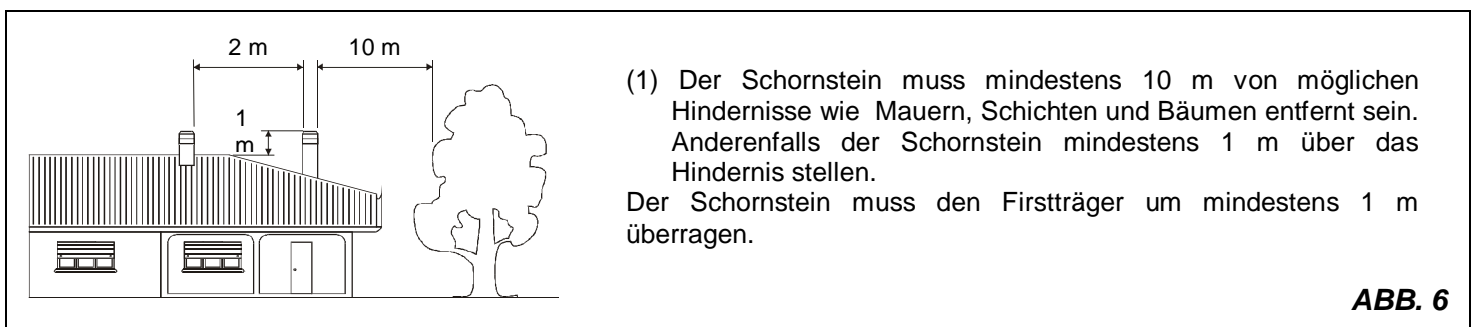 2 m
10 m
1
m
(1) Der Schornstein muss mindestens 10 m von möglichen
Hindernisse wie Mauern, Schichten und Bäumen entfernt sein.
Anderenfalls der Schornstein mindestens 1 m über das
Hindernis stellen.
Der Schornstein muss den Firstträger um mindestens 1 m
überragen.
ABB. 6